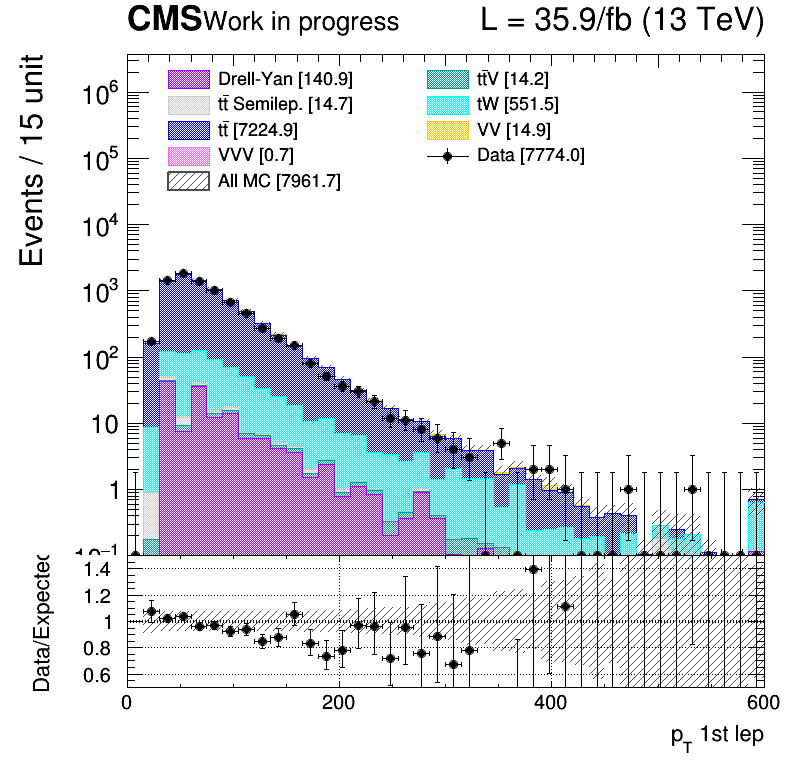 CMS Work in progress L = 35.9/fb (13 TeV)
Events / 15 unit
Drell-Yan [140.9]
tt̄ Semilep. [14.7]
tt̄ [7224.9]
VVV [0.7]
All MC [7961.7]
tt̄V [14.2]
tW [551.5]
VV [14.9]
Data [7774.0]
10⁶
10⁵
10⁴
10³
10²
10
1
10⁻¹
Data/Expected
1.4
1.2
1
0.8
0.6
0 200 400 600
p_T 1st lep